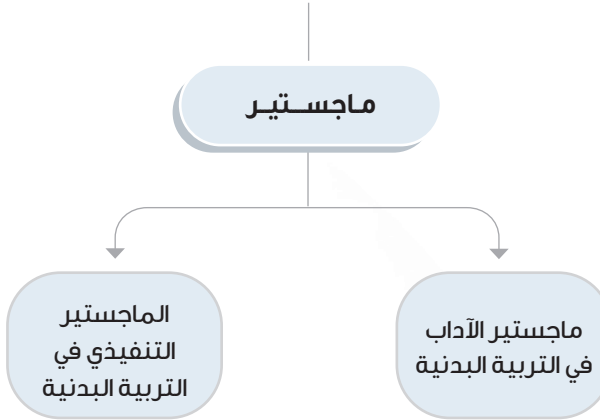 ماجستير
ماجستير الآداب
في التربية البدنية
الماجستير
التنفيذي في
التربية البدنية